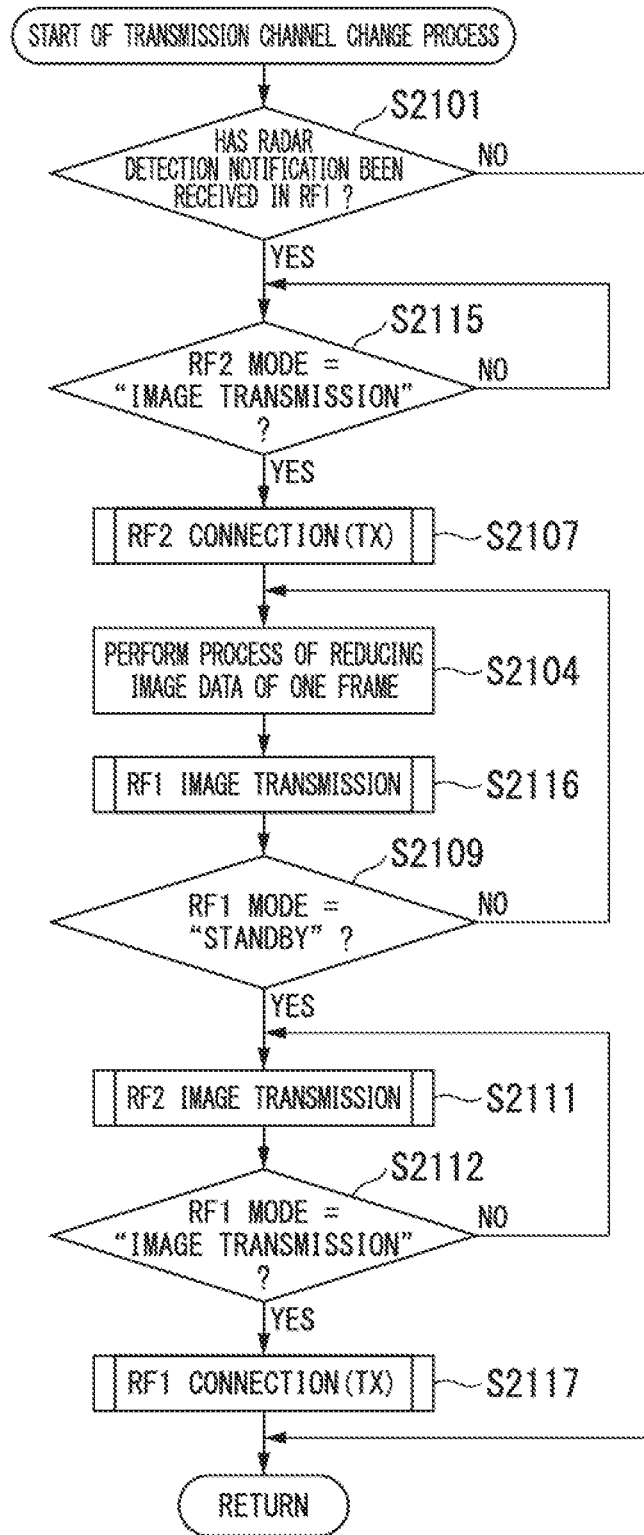 START OF TRANSMISSION CHANNEL CHANGE PROCESS
S2101
HAS RADAR
DETECTION NOTIFICATION BEEN
RECEIVED IN RF1 ?
NO
YES
S2115
RF2 MODE =
“IMAGE TRANSMISSION”
?
NO
YES
RF2 CONNECTION(TX)
S2107
PERFORM PROCESS OF REDUCING
IMAGE DATA OF ONE FRAME
S2104
RF1 IMAGE TRANSMISSION
S2116
S2109
RF1 MODE =
“STANDBY” ?
NO
YES
RF2 IMAGE TRANSMISSION
S2111
S2112
RF1 MODE =
“IMAGE TRANSMISSION”
?
NO
YES
RF1 CONNECTION(TX)
S2117
RETURN